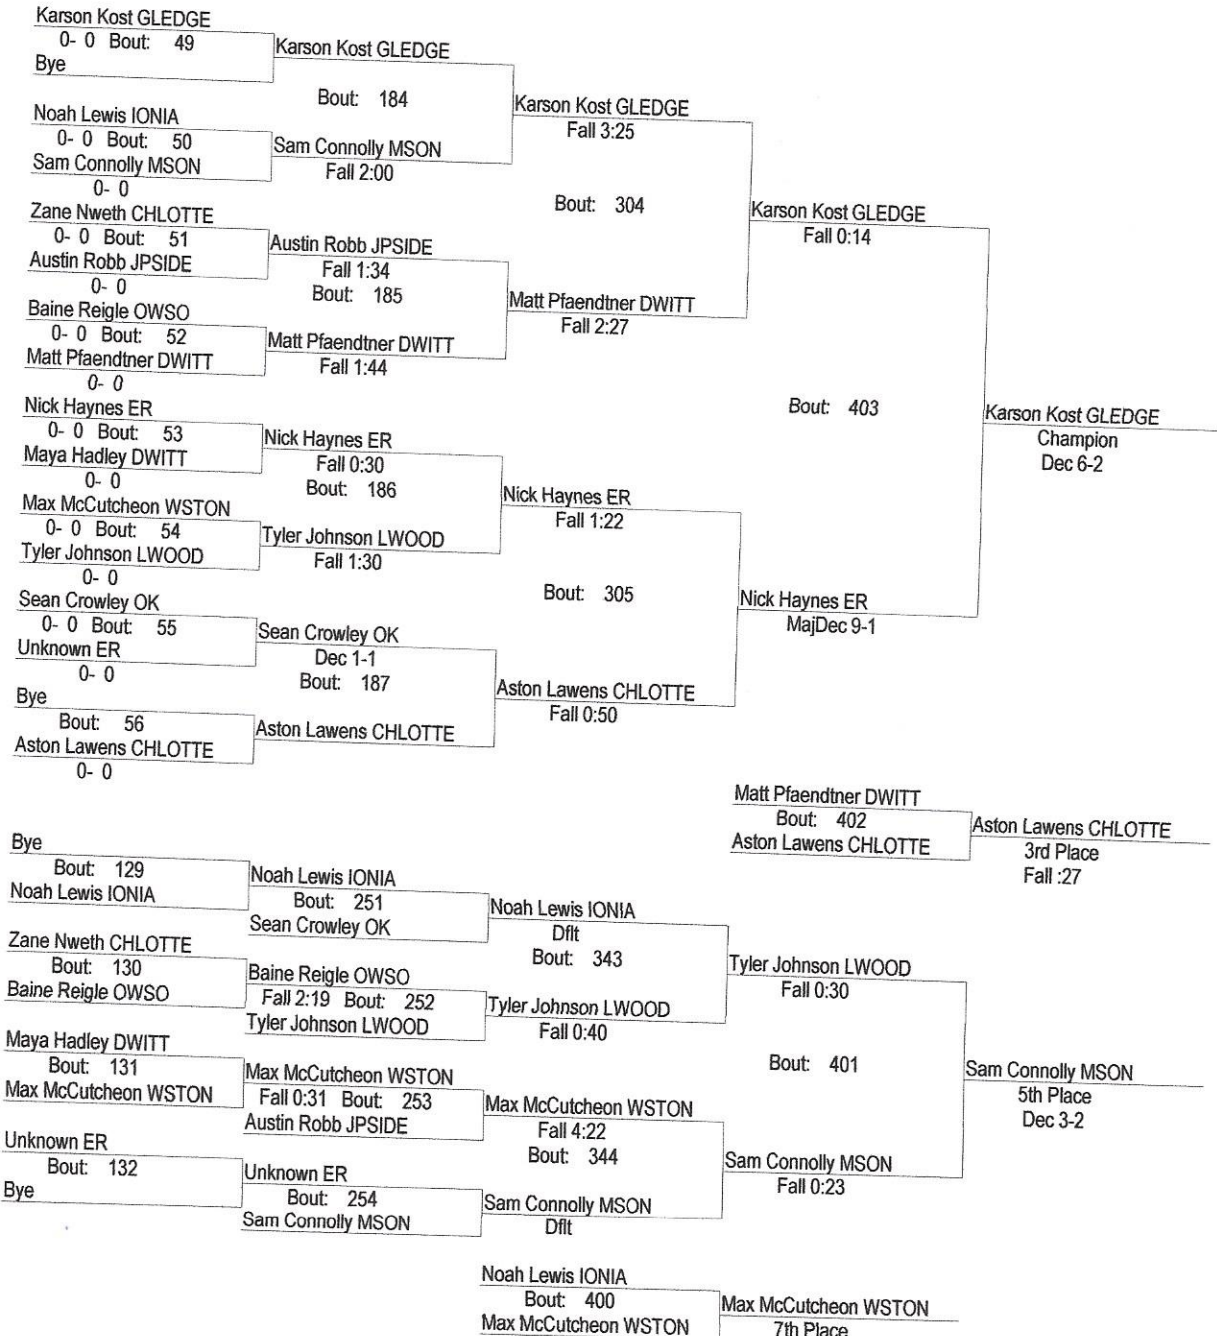 Karson Kost GLEDGE
0- 0 Bout: 49
Bye
Karson Kost GLEDGE
Bout: 184
Noah Lewis IONIA
0- 0 Bout: 50
Sam Connolly MSON
0- 0
Sam Connolly MSON
Fall 2:00
Karson Kost GLEDGE
Fall 3:25
Bout: 304
Zane Nweth CHLOTTE
0- 0 Bout: 51
Austin Robb JPSIDE
0- 0
Austin Robb JPSIDE
Fall 1:34
Bout: 185
Baine Reigle OWSO
0- 0 Bout: 52
Matt Pfaendtner DWITT
0- 0
Matt Pfaendtner DWITT
Fall 1:44
Matt Pfaendtner DWITT
Fall 2:27
Karson Kost GLEDGE
Fall 0:14
Bout: 403
Karson Kost GLEDGE
Champion
Dec 6-2
Nick Haynes ER
0- 0 Bout: 53
Maya Hadley DWITT
0- 0
Nick Haynes ER
Fall 0:30
Bout: 186
Max McCutcheon WSTON
0- 0 Bout: 54
Tyler Johnson LWOOD
0- 0
Tyler Johnson LWOOD
Fall 1:30
Nick Haynes ER
Fall 1:22
Bout: 305
Sean Crowley OK
0- 0 Bout: 55
Unknown ER
0- 0
Sean Crowley OK
Dec 1-1
Bout: 187
Bye
Bout: 56
Aston Lawens CHLOTTE
0- 0
Aston Lawens CHLOTTE
Aston Lawens CHLOTTE
Fall 0:50
Nick Haynes ER
MajDec 9-1
Matt Pfaendtner DWITT
Bout: 402
Aston Lawens CHLOTTE
Aston Lawens CHLOTTE
3rd Place
Fall :27
Bye
Bout: 129
Noah Lewis IONIA
Noah Lewis IONIA
Bout: 251
Sean Crowley OK
Noah Lewis IONIA
Dflt
Bout: 343
Zane Nweth CHLOTTE
Bout: 130
Baine Reigle OWSO
Baine Reigle OWSO
Fall 2:19 Bout: 252
Tyler Johnson LWOOD
Tyler Johnson LWOOD
Fall 0:40
Tyler Johnson LWOOD
Fall 0:30
Bout: 401
Maya Hadley DWITT
Bout: 131
Max McCutcheon WSTON
Max McCutcheon WSTON
Fall 0:31 Bout: 253
Austin Robb JPSIDE
Max McCutcheon WSTON
Fall 4:22
Bout: 344
Unknown ER
Bout: 132
Bye
Unknown ER
Bout: 254
Sam Connolly MSON
Sam Connolly MSON
Dflt
Sam Connolly MSON
Fall 0:23
Sam Connolly MSON
5th Place
Dec 3-2
Noah Lewis IONIA
Bout: 400
Max McCutcheon WSTON
Max McCutcheon WSTON
7th Place